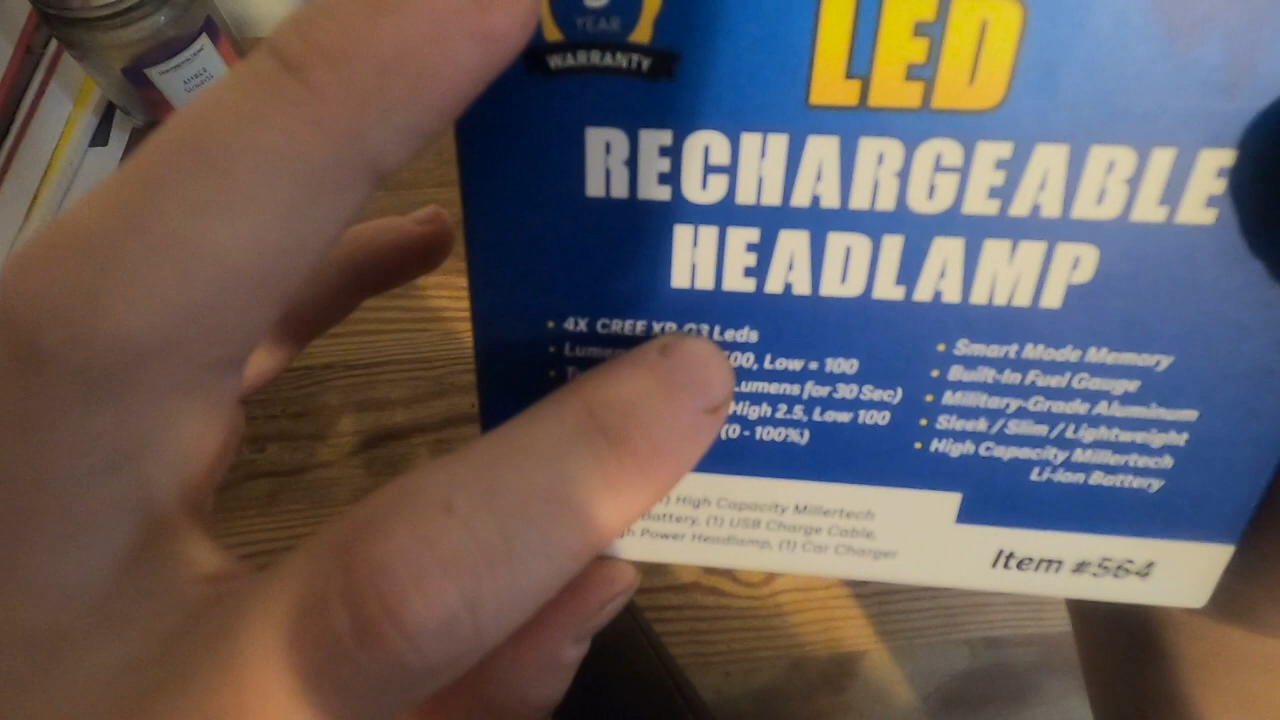 YEAR
WARRANTY
LED
RECHARGEABLE
HEADLAMP
• 4X CREE XP-G3 Leds
00, Low = 100
Lumens for 30 Sec)
High 2.5, Low 100
(0 - 100%)
• Smart Mode Memory
• Built-In Fuel Gauge
• Military-Grade Aluminum
• Sleek / Slim / Lightweight
• High Capacity Millertech
Li-ion Battery
High Capacity Millertech
Battery, (1) USB Charge Cable,
Power Headlamp, (1) Car Charger
Item #564